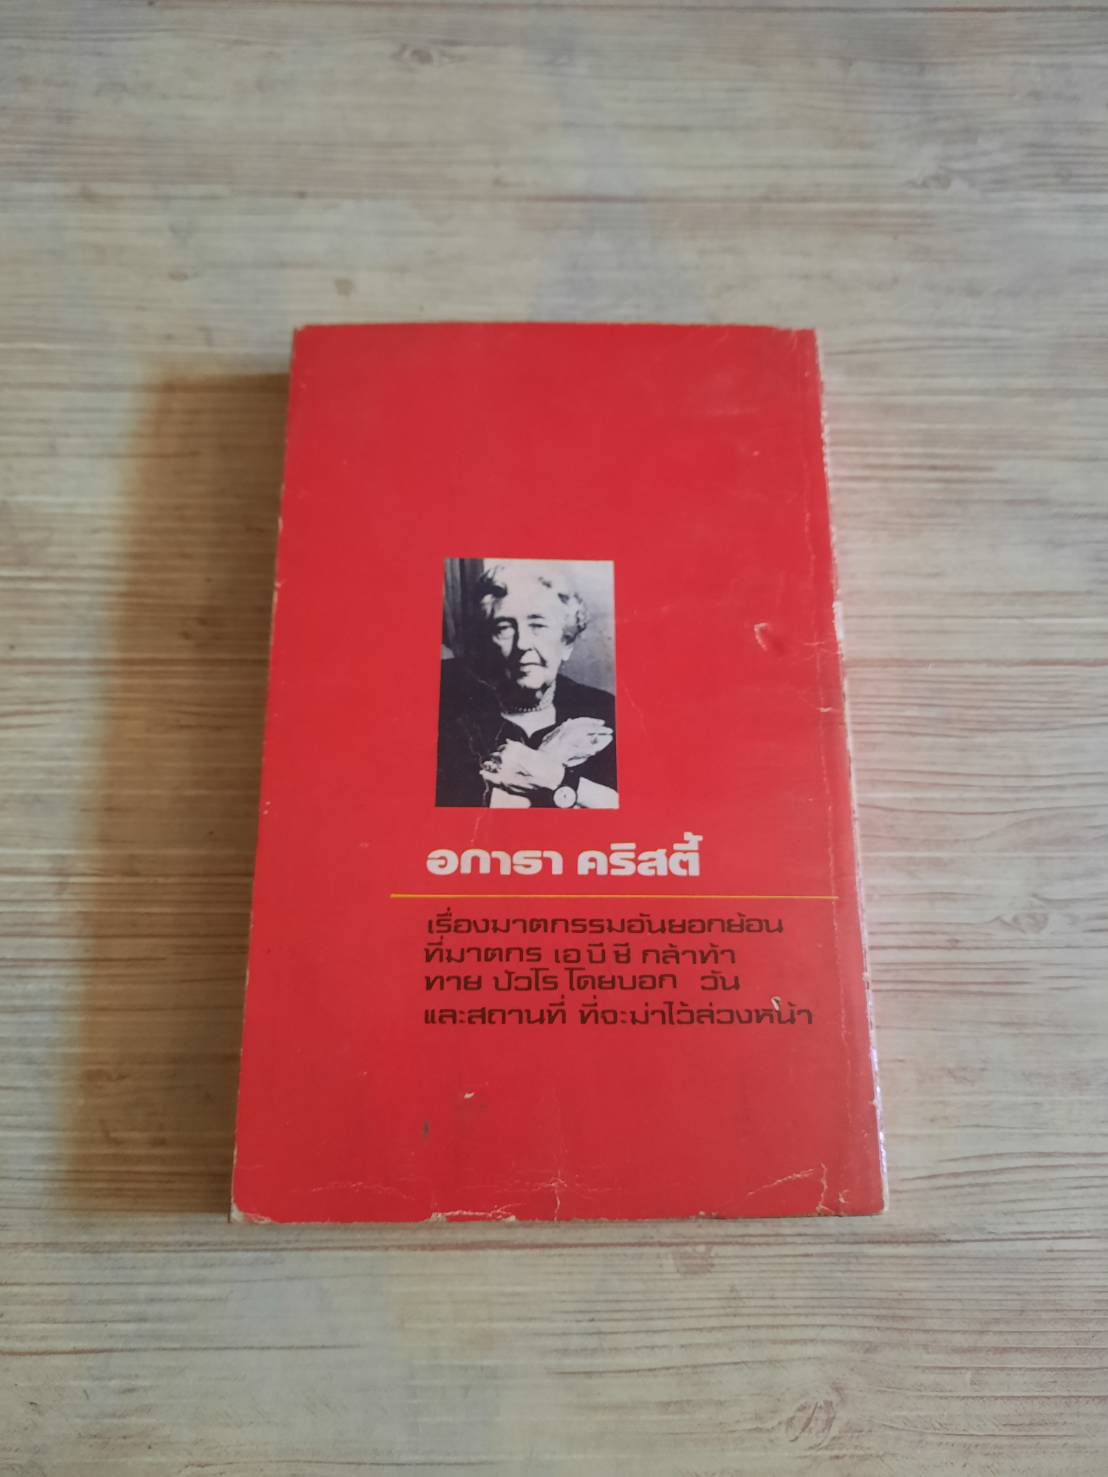 อกาธา คริสตี้
เรื่องฆาตกรรมอันยอกย้อน
ที่ฆาตกร เอ บี ซี กล้าท้า
ทาย ปัวโร โดยบอก วัน
และสถานที่ ที่จะฆ่าไว้ล่วงหน้า